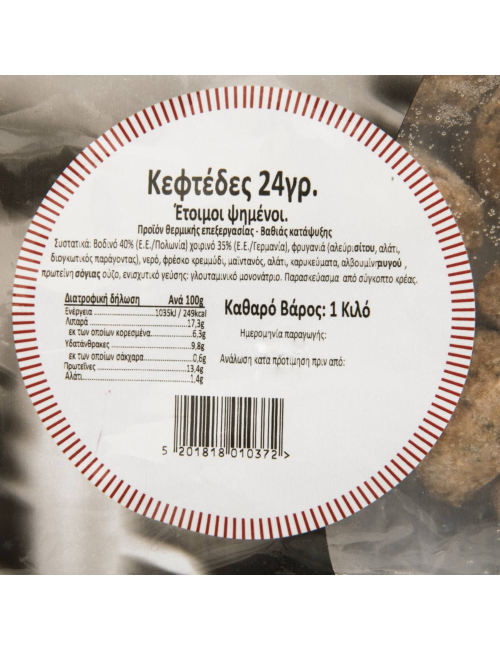 Κεφτέδες 24γρ.
Έτοιμοι ψημένοι.
Προϊόν θερμικής επεξεργασίας - Βαθιάς κατάψυξης
Συστατικά: Βοδινό 40% (Ε.Ε./Πολωνία) χοιρινό 35% (Ε.Ε./Γερμανία), φρυγανιά (αλεύρι σίτου, αλάτι,
διογκωτικός παράγοντας), νερό, φρέσκο κρεμμύδι, μαϊντανός, αλάτι, καρυκεύματα, αλβουμίνη αυγού ,
πρωτεΐνη σόγιας ούζο, ενισχυτικό γεύσης: γλουταμινικό μονονάτριο. Παρασκεύασμα από σύγκοπτο κρέας.
Διατροφική δήλωση Ανά 100g
Ενέργεια 1035kJ / 249kcal
Λιπαρά 17,3g
εκ των οποίων κορεσμένα 6,3g
Υδατάνθρακες 9,8g
εκ των οποίων σάκχαρα 0,6g
Πρωτεΐνες 13,4g
Αλάτι 1,4g
Καθαρό Βάρος: 1 Κιλό
Ημερομηνία παραγωγής:
Ανάλωση κατά προτίμηση πριν από:
5 201818 010372 >